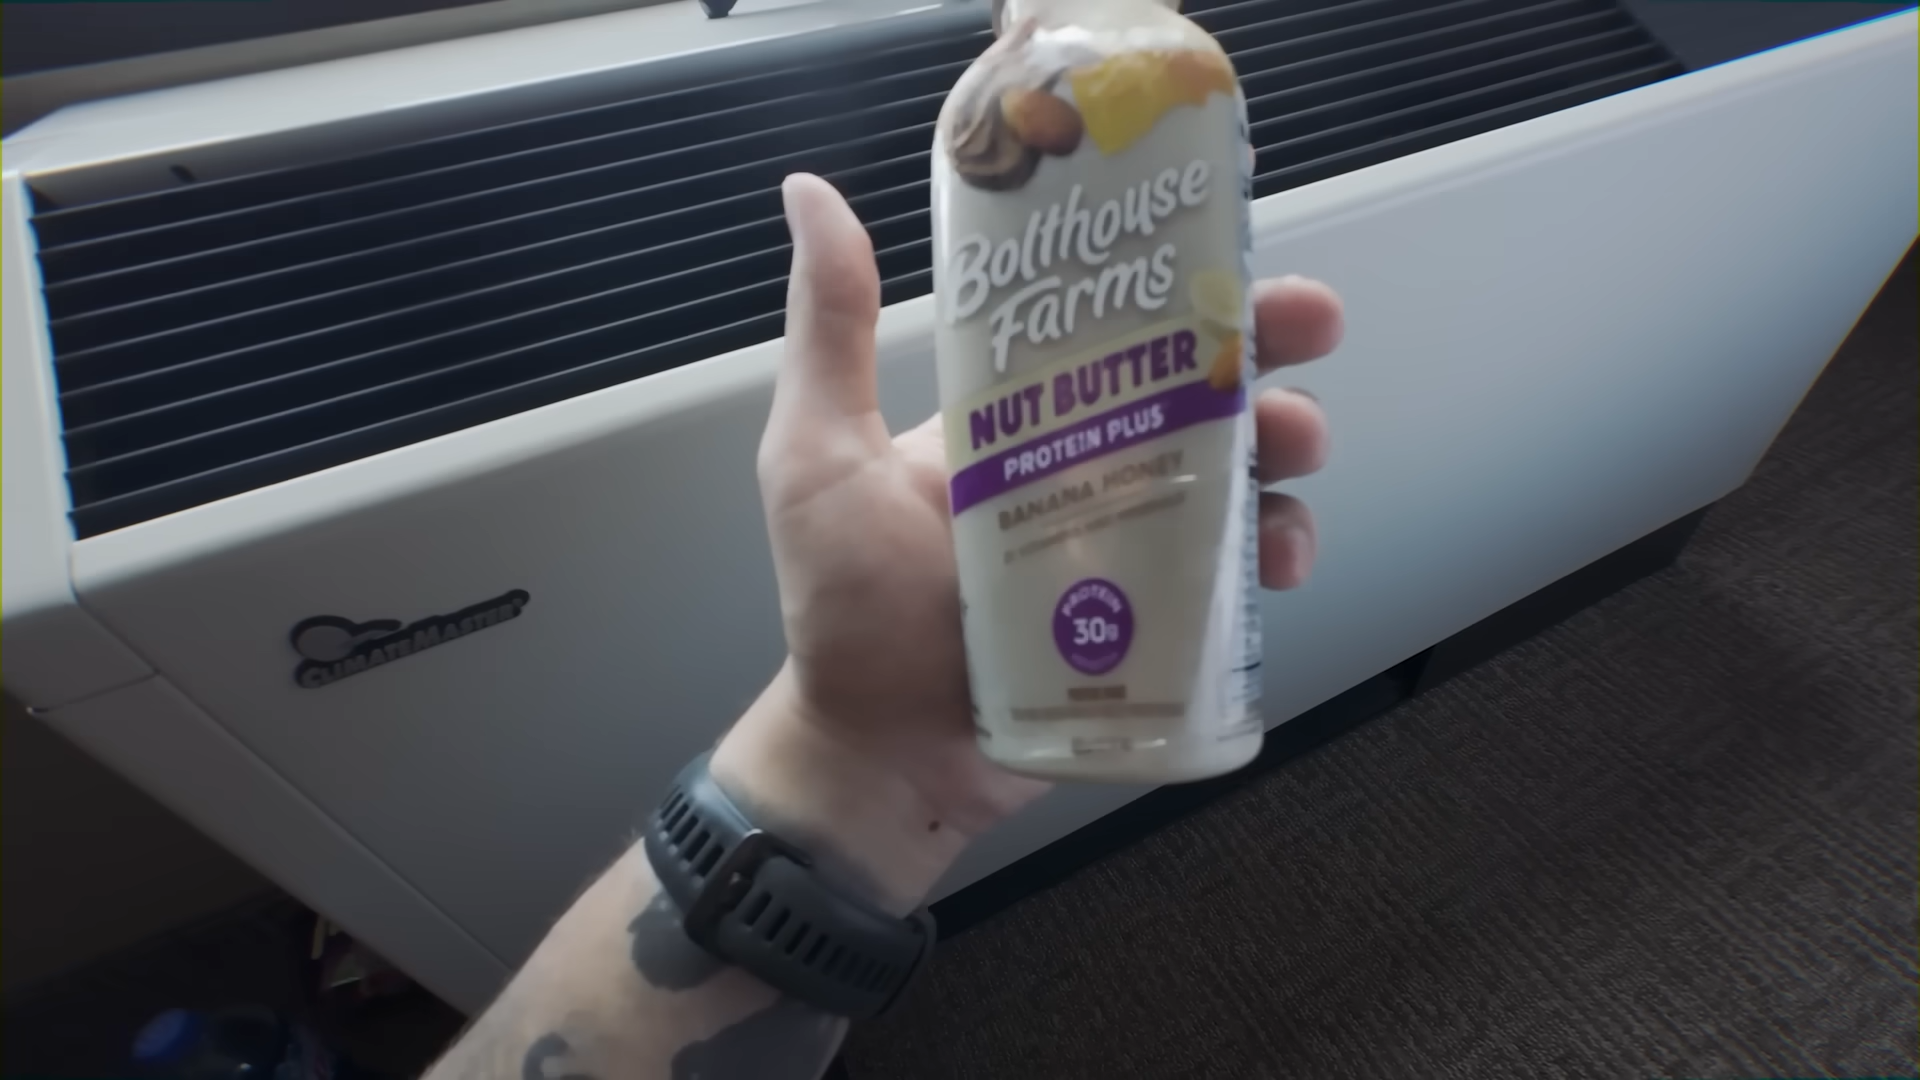 Bolthouse
Farms
NUT BUTTER
PROTEIN PLUS
BANANA HONEY
PROTEIN
30g
CLIMATEMASTER